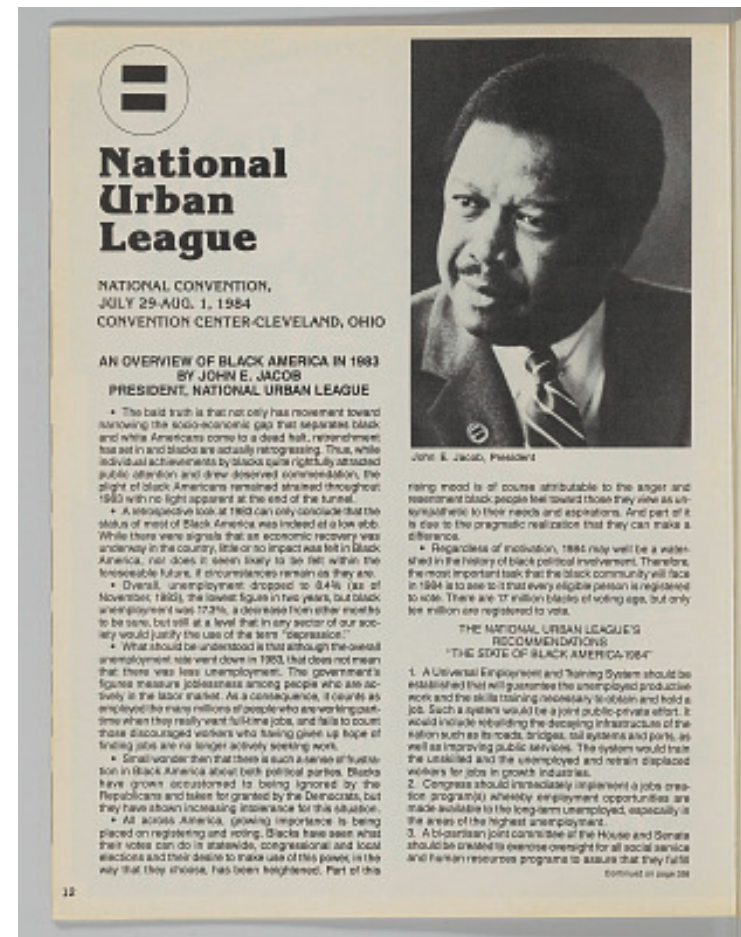 National
Urban
League
NATIONAL CONVENTION,
JULY 29-AUG. 1, 1984
CONVENTION CENTER-CLEVELAND, OHIO
AN OVERVIEW OF BLACK AMERICA IN 1983
BY JOHN E. JACOB
PRESIDENT, NATIONAL URBAN LEAGUE
• The bald truth is that not only has movement toward
narrowing the socio-economic gap that separates black
and white Americans come to a dead halt, retrenchment
has set in and blacks are actually retrogressing. Thus, while
individual achievements by blacks quite rightfully attracted
public attention and drew deserved commendation, the
plight of black Americans remained strained throughout
1983 with no light apparent at the end of the tunnel.
• A retrospective look at 1983 can only conclude that the
status of most of Black America was indeed at a low ebb.
While there were signals that an economic recovery was
underway in the country, little or no impact was felt in Black
America, nor does it seem likely to be felt within the
foreseeable future, if circumstances remain as they are.
• Overall, unemployment dropped to 8.4% (as of
November, 1983), the lowest figure in two years, but black
unemployment was 17.3%, a decrease from other months
to be sure, but still at a level that in any sector of our soc-
iety would justify the use of the term "depression."
• What should be understood is that although the overall
unemployment rate went down in 1983, that does not mean
that there was less unemployment. The government's
figures measure joblessness among people who are ac-
tively in the labor market. As a consequence, it counts as
employed the many millions of people who are working part-
time when they really want full-time jobs, and fails to count
those discouraged workers who having given up hope of
finding jobs are no longer actively seeking work.
• Small wonder then that there is such a sense of frustra-
tion in Black America about both political parties. Blacks
have grown accustomed to being ignored by the
Republicans and taken for granted by the Democrats, but
they have shown increasing intolerance for this situation.
• All across America, growing importance is being
placed on registering and voting. Blacks have seen what
their votes can do in statewide, congressional and local
elections and their desire to make use of this power, in the
way that they choose, has been heightened. Part of this
12
John E. Jacob, President
rising mood is of course attributable to the anger and
resentment black people feel toward those they view as un-
sympathetic to their needs and aspirations. And part of it
is due to the pragmatic realization that they can make a
difference.
• Regardless of motivation, 1984 may well be a water-
shed in the history of black political involvement. Therefore,
the most important task that the black community will face
in 1984 is to see to it that every eligible person is registered
to vote. There are 17 million blacks of voting age, but only
ten million are registered to vote.
THE NATIONAL URBAN LEAGUE'S
RECOMMENDATIONS
"THE STATE OF BLACK AMERICA-1984"
1. A Universal Employment and Training System should be
established that will guarantee the unemployed productive
work and the skills training necessary to obtain and hold a
job. Such a system would be a joint public-private effort. It
would include rebuilding the decaying infrastructure of the
nation such as its roads, bridges, rail systems and ports, as
well as improving public services. The system would train
the unskilled and the unemployed and retrain displaced
workers for jobs in growth industries.
2. Congress should immediately implement a jobs crea-
tion program(s) whereby employment opportunities are
made available to the long-term unemployed, especially in
the areas of the highest unemployment.
3. A bi-partisan joint committee of the House and Senate
should be created to exercise oversight for all social service
and human resources programs to assure that they fulfill
Continued on page